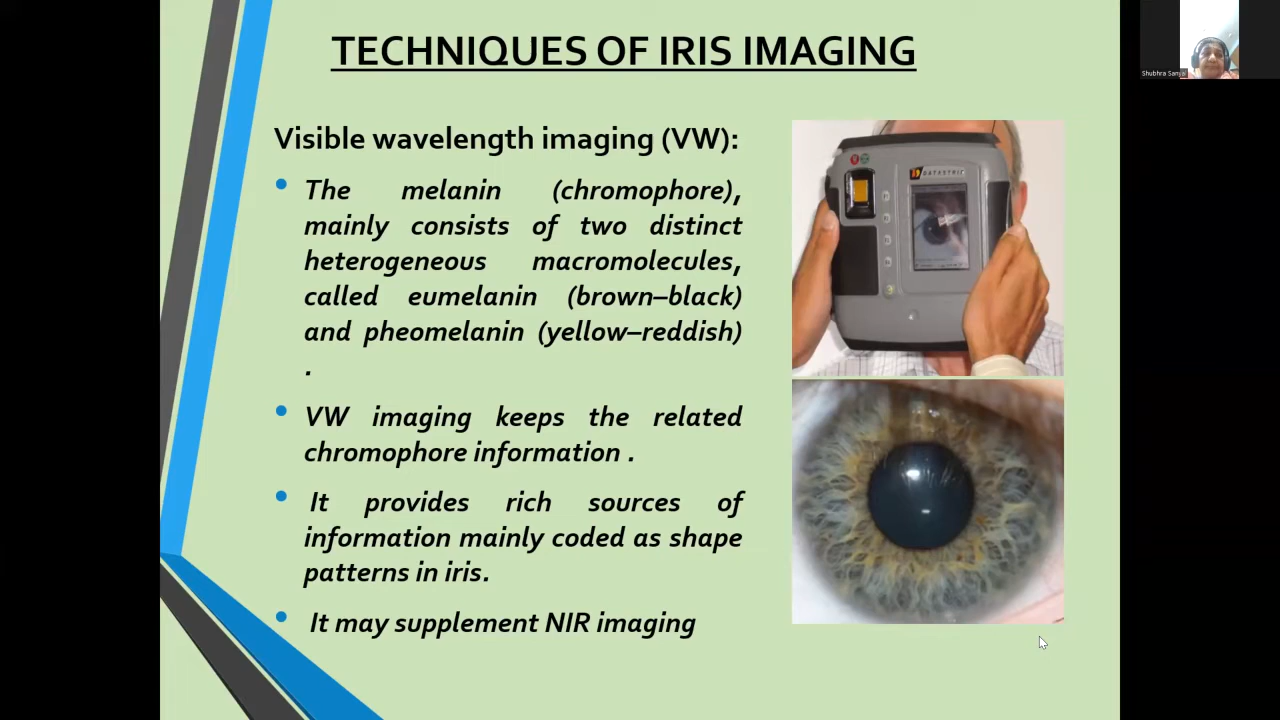 TECHNIQUES OF IRIS IMAGING
Visible wavelength imaging (VW):
• The melanin (chromophore),
mainly consists of two distinct
heterogeneous macromolecules,
called eumelanin (brown–black)
and pheomelanin (yellow–reddish)
.
• VW imaging keeps the related
chromophore information .
• It provides rich sources of
information mainly coded as shape
patterns in iris.
• It may supplement NIR imaging
DATASTRIP
Shubhra Sanyal